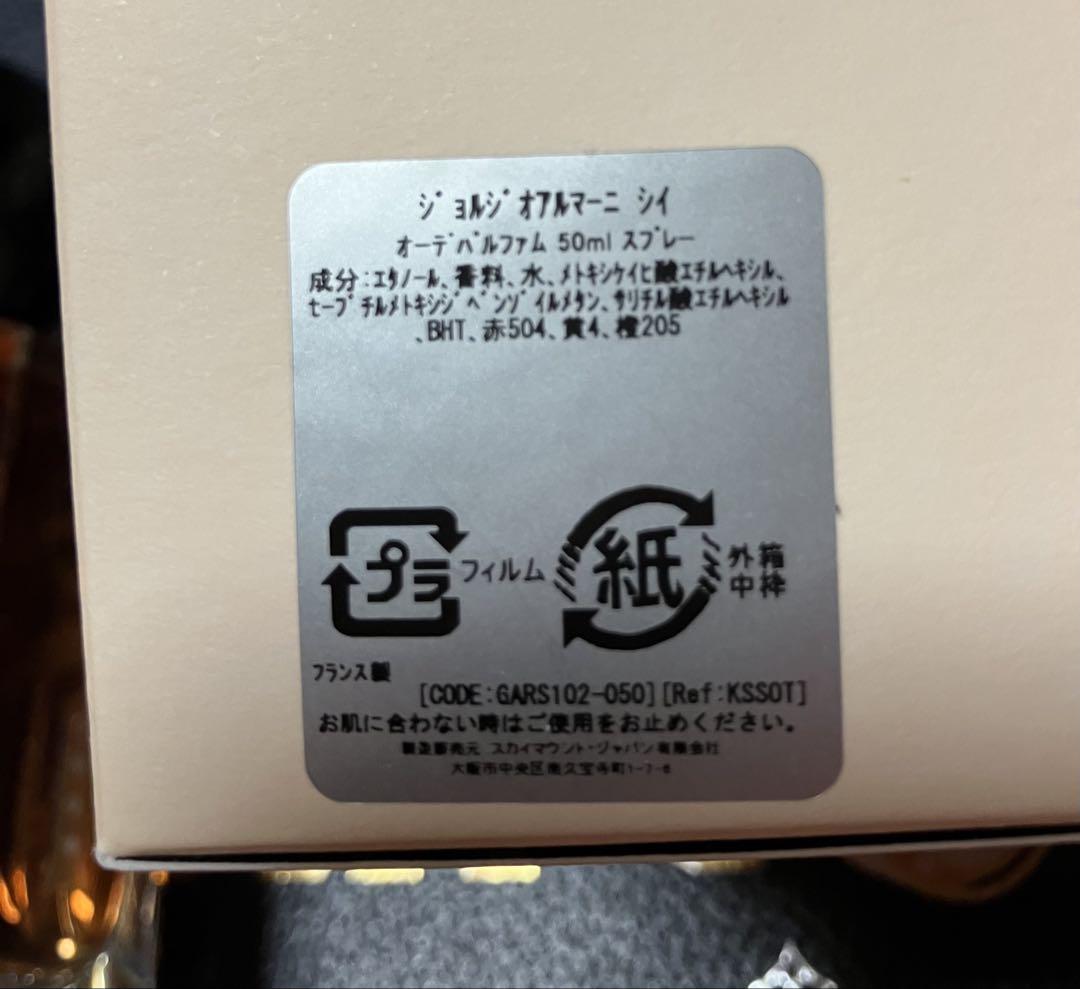 ジョルジオアルマーニ シイ
オーデパルファム 50ml スプレー
成分:エタノール、香料、水、メトキシケイヒ酸エチルヘキシル、
t-ブチルメトキシジベンゾイルメタン、サリチル酸エチルヘキシル
、BHT、赤504、黄4、橙205
プラ フィルム 紙 外箱
中枠
フランス製
[CODE:GARS102-050][Ref:KSSOT]
お肌に合わない時はご使用をお止めください。
製造販売元 スカイマウント・ジャパン有限会社
大阪市中央区南久宝寺町1-7-6